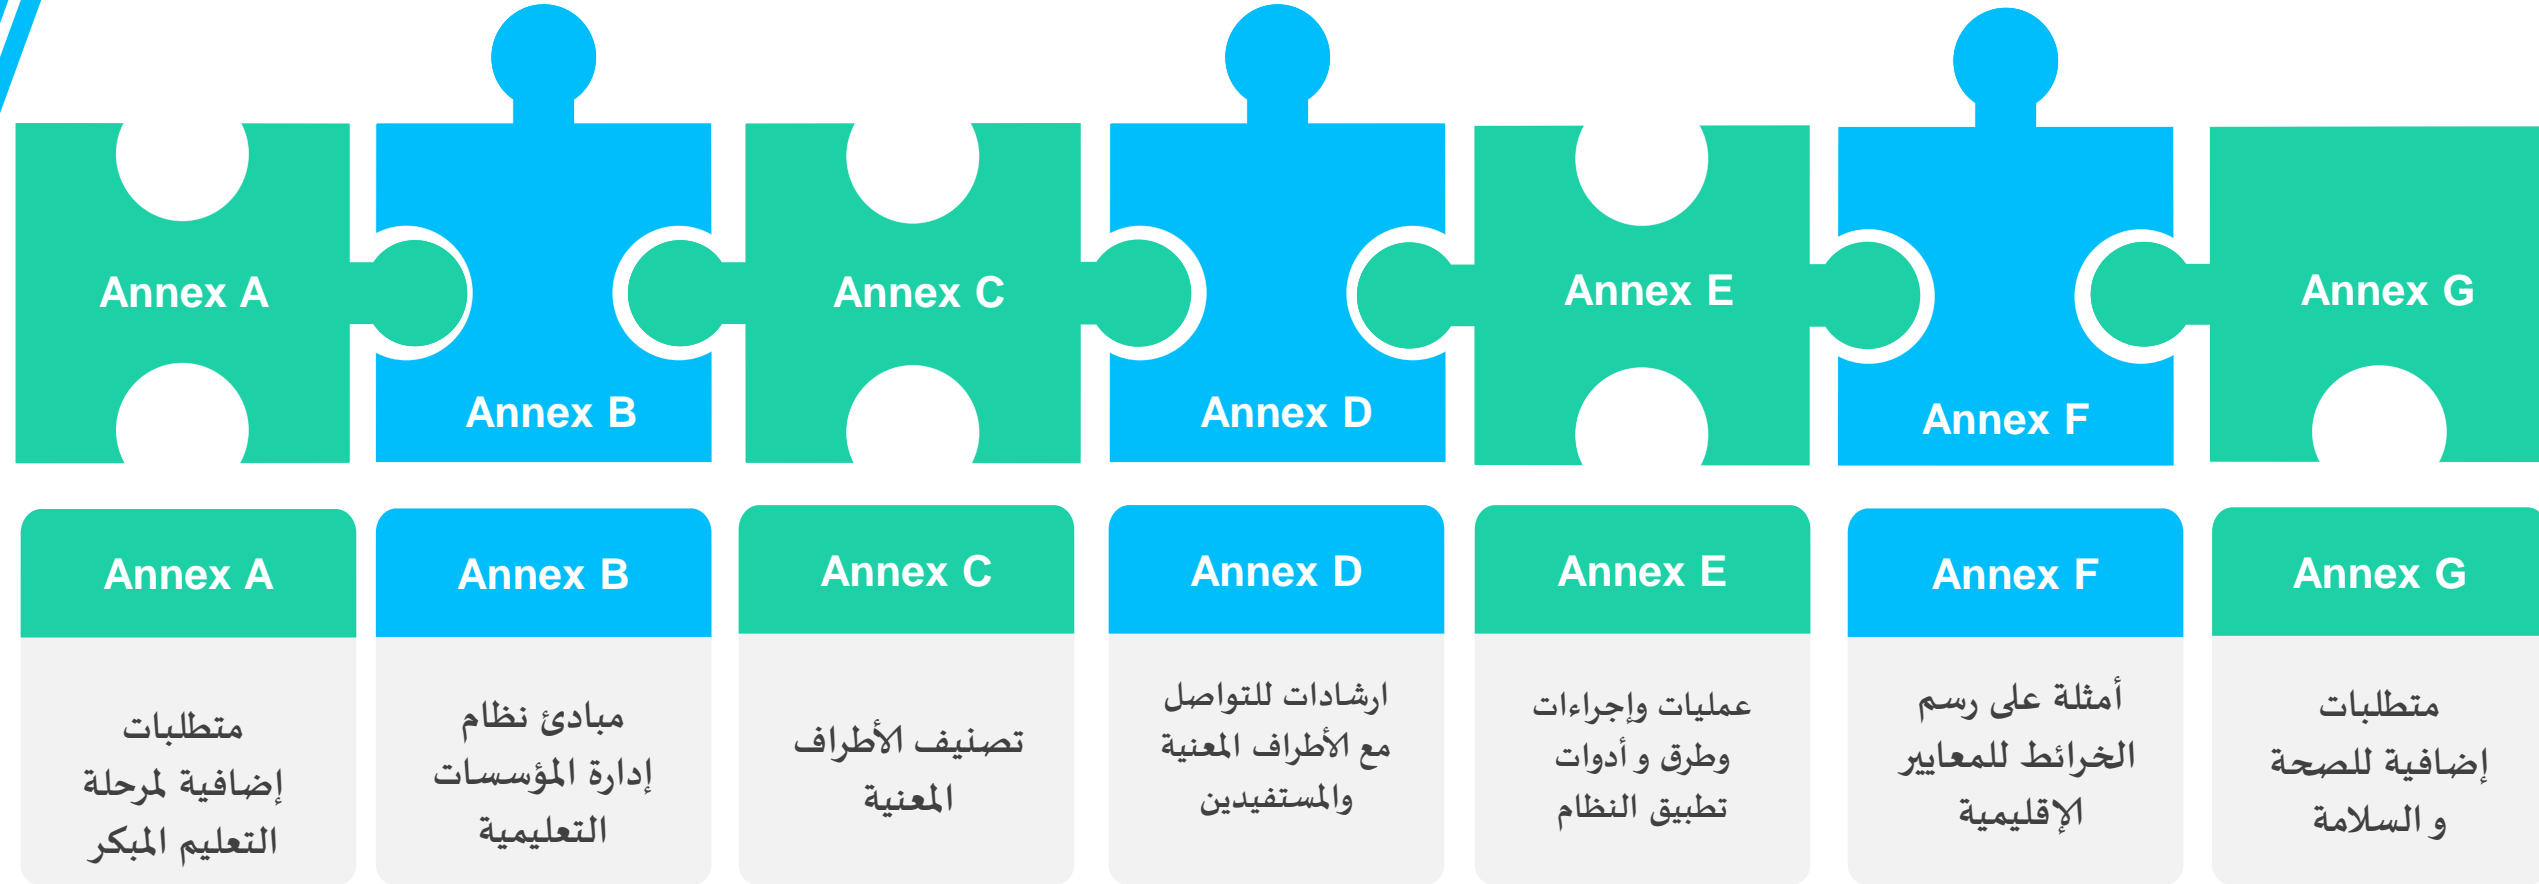 Annex A
Annex B
Annex C
Annex D
Annex E
Annex F
Annex G
Annex A
متطلبات
إضافية لمرحلة
التعليم المبكر
Annex B
مبادئ نظام
إدارة المؤسسات
التعليمية
Annex C
تصنيف الأطراف
المعنية
Annex D
ارشادات للتواصل
مع الأطراف المعنية
والمستفيدين
Annex E
عمليات وإجراءات
وطرق و أدوات
تطبيق النظام
Annex F
أمثلة على رسم
الخرائط للمعايير
الإقليمية
Annex G
متطلبات
إضافية للصحة
و السلامة